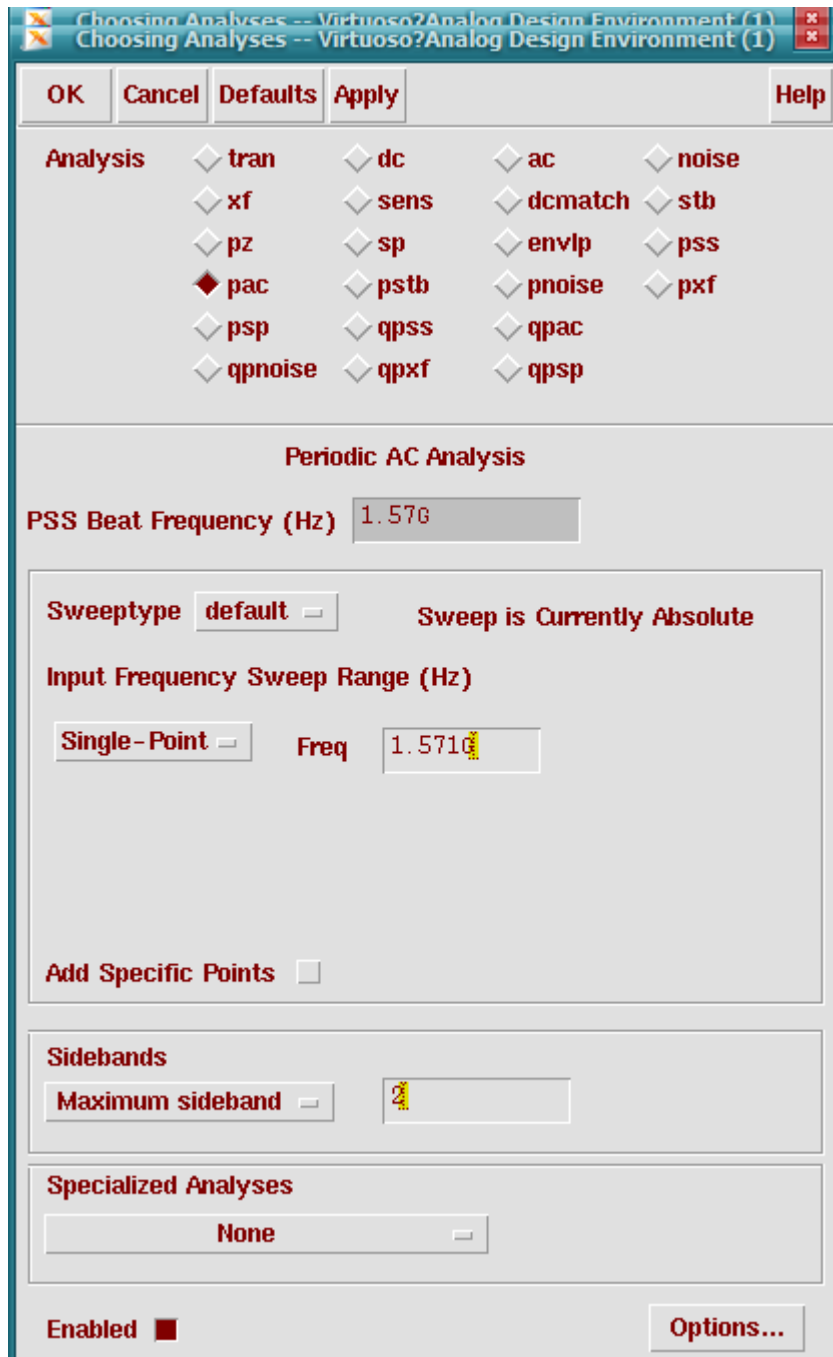 Choosing Analyses -- Virtuoso?Analog Design Environment (1)
Choosing Analyses -- Virtuoso?Analog Design Environment (1)
OK Cancel Defaults Apply Help
Analysis tran dc ac noise
xf sens dcmatch stb
pz sp envlp pss
pac pstb pnoise pxf
psp qpss qpac
qpnoise qpxf qpsp
Periodic AC Analysis
PSS Beat Frequency (Hz) 1.57G
Sweeptype default Sweep is Currently Absolute
Input Frequency Sweep Range (Hz)
Single-Point Freq 1.571G
Add Specific Points
Sidebands
Maximum sideband 2
Specialized Analyses
None
Enabled Options...